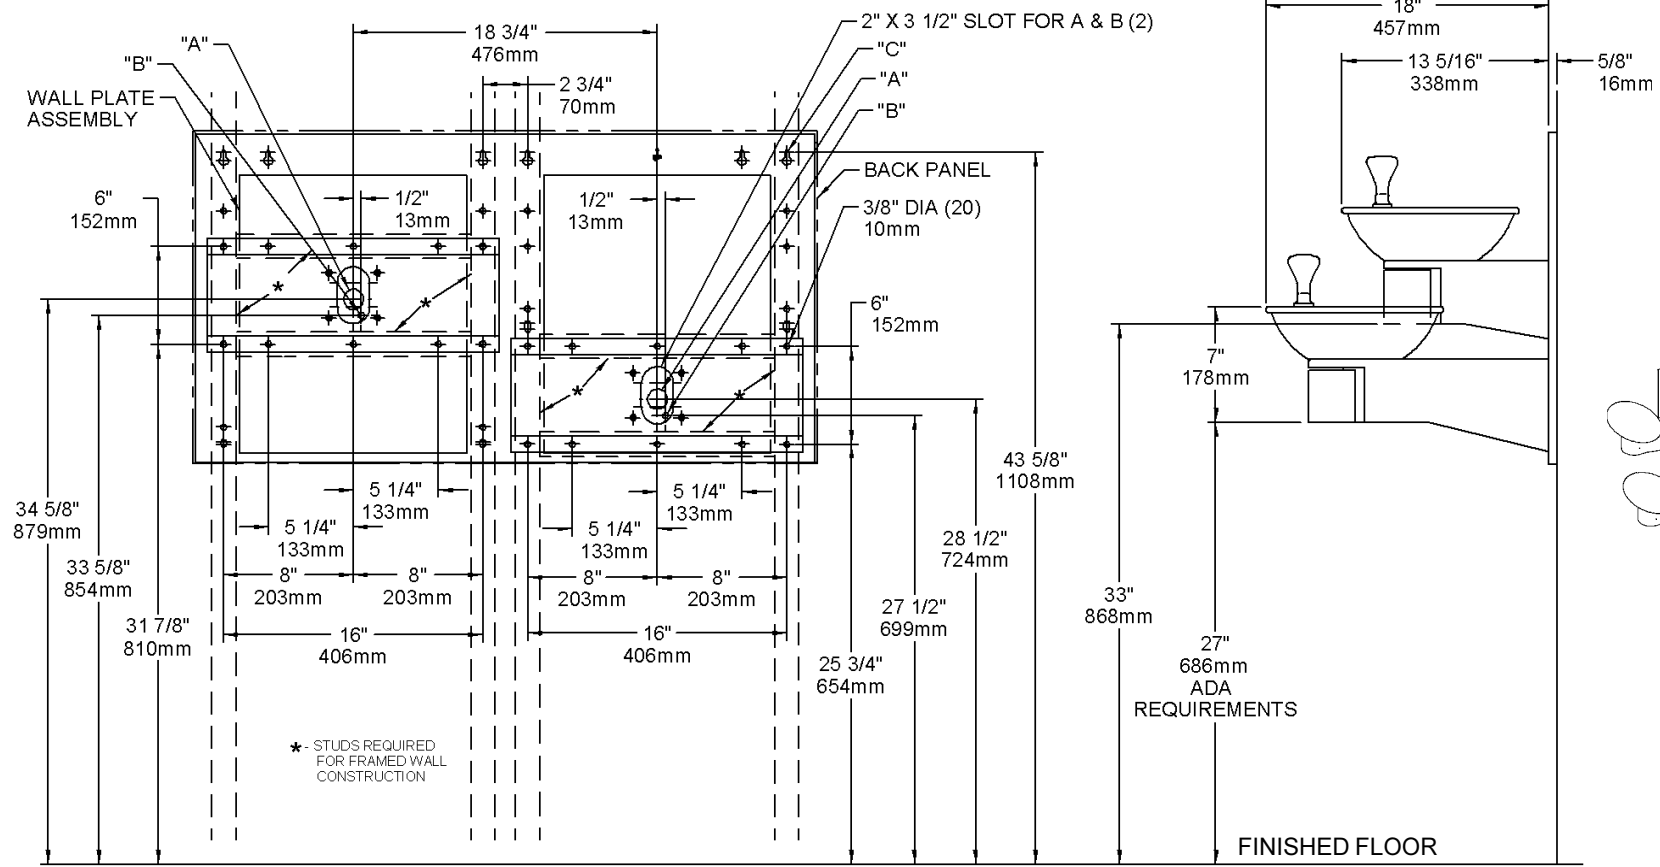 18"
457mm
18 3/4"
476mm
2" X 3 1/2" SLOT FOR A & B (2)
"A"
"C"
"B"
"A"
2 3/4"
70mm
"B"
13 5/16"
338mm
5/8"
16mm
WALL PLATE
ASSEMBLY
BACK PANEL
6"
152mm
1/2"
13mm
1/2"
13mm
3/8" DIA (20)
10mm
*
*
6"
152mm
*
*
7"
178mm
34 5/8"
879mm
33 5/8"
854mm
31 7/8"
810mm
5 1/4"
133mm
5 1/4"
133mm
8"
203mm
8"
203mm
16"
406mm
5 1/4"
133mm
5 1/4"
133mm
8"
203mm
8"
203mm
16"
406mm
43 5/8"
1108mm
28 1/2"
724mm
27 1/2"
699mm
25 3/4"
654mm
33"
868mm
27"
686mm
ADA
REQUIREMENTS
* - STUDS REQUIRED
FOR FRAMED WALL
CONSTRUCTION
FINISHED FLOOR